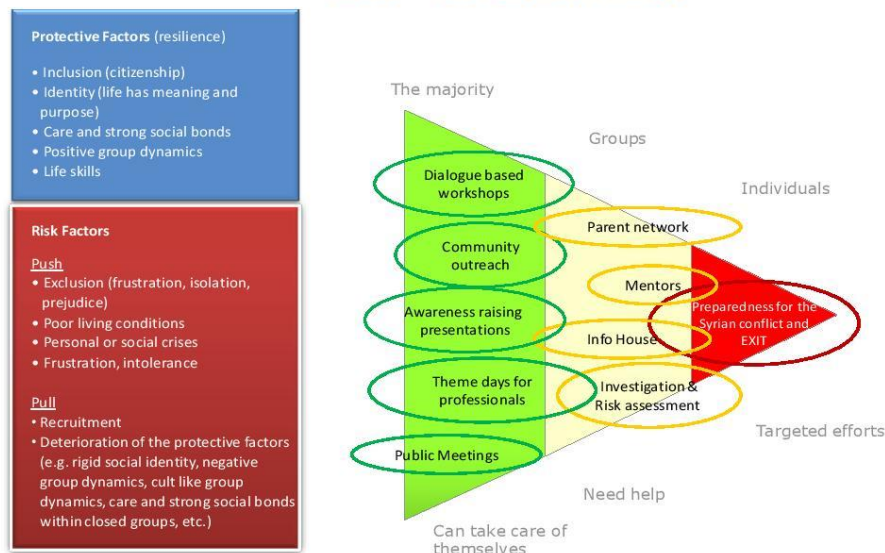 Protective Factors (resilience)
• Inclusion (citizenship)
• Identity (life has meaning and
purpose)
• Care and strong social bonds
• Positive group dynamics
• Life skills
Risk Factors
Push
• Exclusion (frustration, isolation,
prejudice)
• Poor living conditions
• Personal or social crises
• Frustration, intolerance
Pull
• Recruitment
• Deterioration of the protective factors
(e.g. rigid social identity, negative
group dynamics, cult like group
dynamics, care and strong social bonds
within closed groups, etc.)
The majority
Groups
Individuals
Dialogue based
workshops
Community
outreach
Awareness raising
presentations
Theme days for
professionals
Public Meetings
Parent network
Mentors
Info House
Investigation &
Risk assessment
Preparedness for the
Syrian conflict and
EXIT
Targeted efforts
Need help
Can take care of
themselves